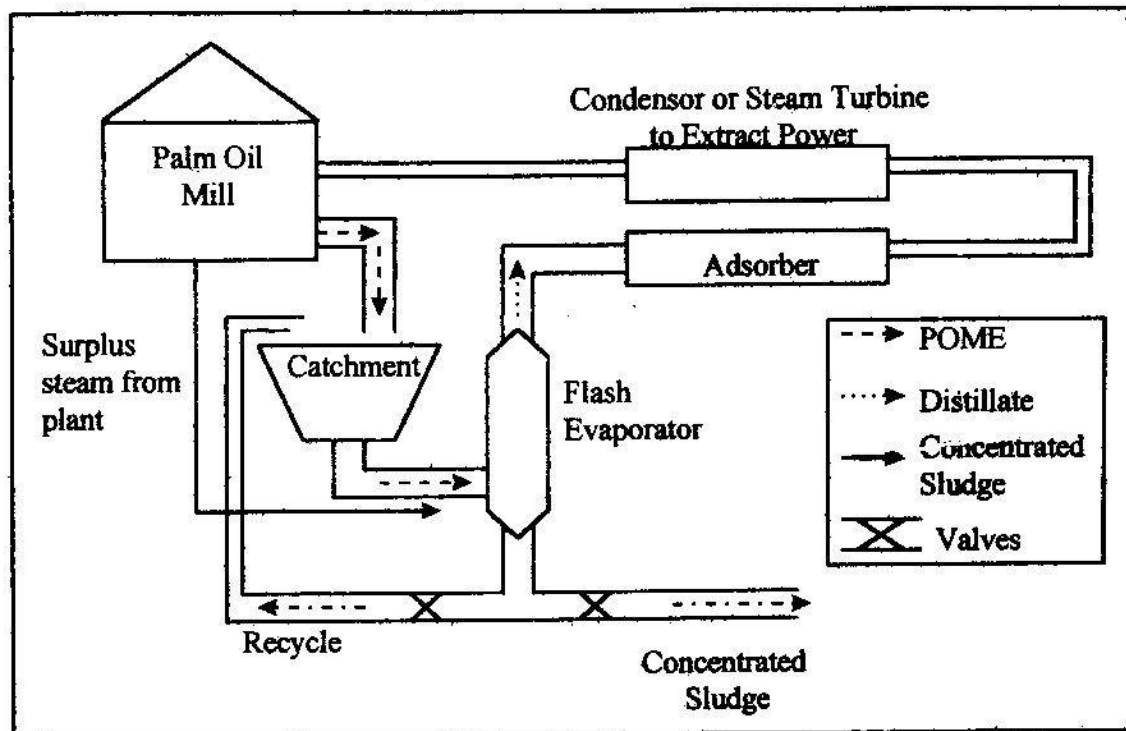 Condensor or Steam Turbine
to Extract Power
Palm Oil
Mill
Adsorber
Surplus
steam from
plant
Catchment
Flash
Evaporator
POME
Distillate
Concentrated
Sludge
Valves
Recycle
Concentrated
Sludge